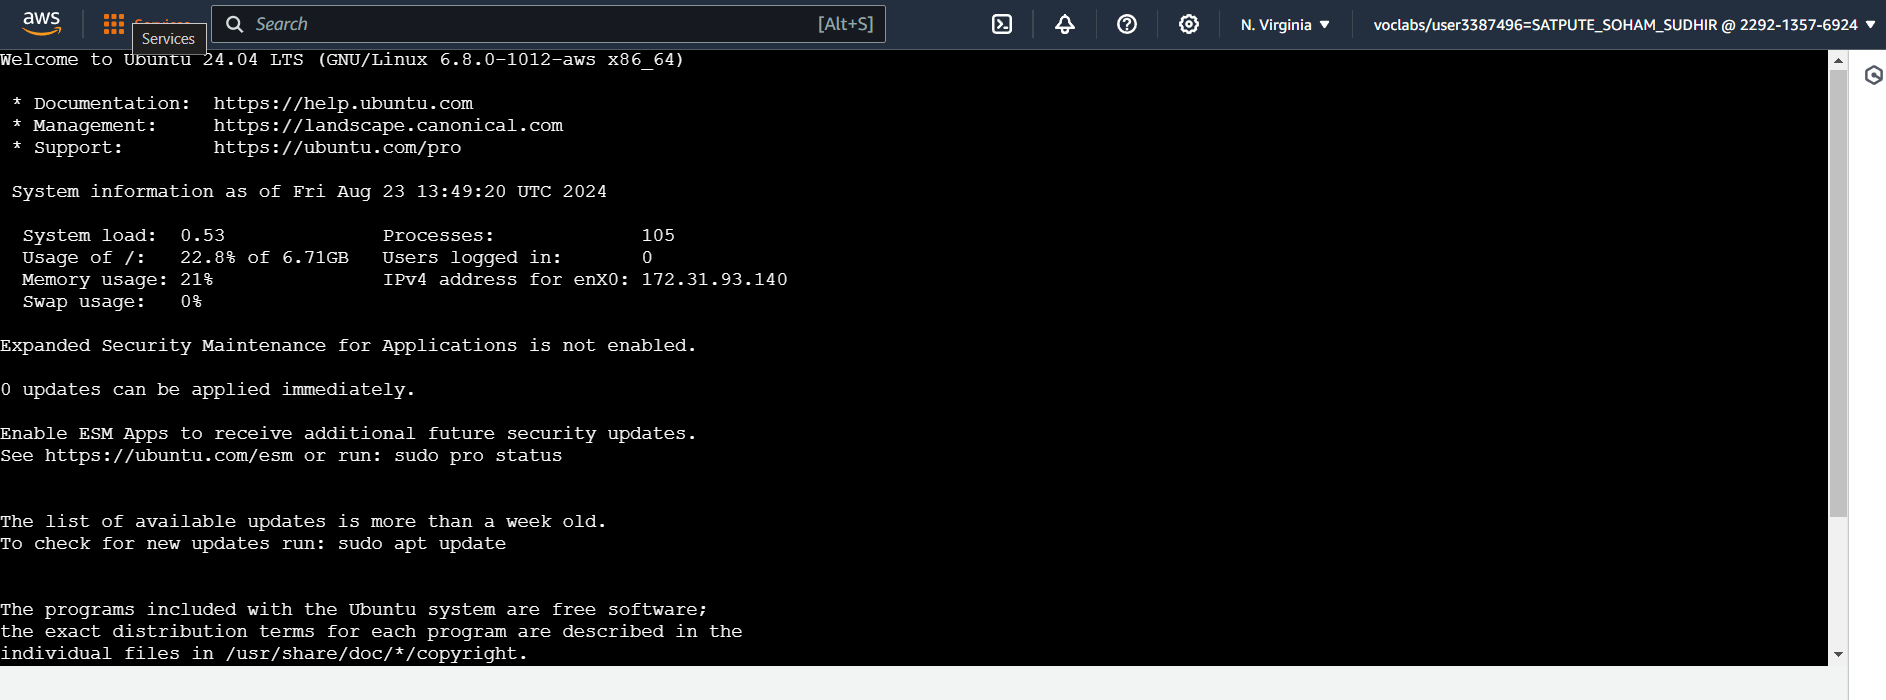 aws
Services
Search [Alt+S]
N. Virginia
voclabs/user3387496=SATPUTE_SOHAM_SUDHIR @ 2292-1357-6924
Services
Welcome to Ubuntu 24.04 LTS (GNU/Linux 6.8.0-1012-aws x86_64)
* Documentation: https://help.ubuntu.com
* Management: https://landscape.canonical.com
* Support: https://ubuntu.com/pro
System information as of Fri Aug 23 13:49:20 UTC 2024
System load: 0.53 Processes: 105
Usage of /: 22.8% of 6.71GB Users logged in: 0
Memory usage: 21% IPv4 address for enX0: 172.31.93.140
Swap usage: 0%
Expanded Security Maintenance for Applications is not enabled.
0 updates can be applied immediately.
Enable ESM Apps to receive additional future security updates.
See https://ubuntu.com/esm or run: sudo pro status
The list of available updates is more than a week old.
To check for new updates run: sudo apt update
The programs included with the Ubuntu system are free software;
the exact distribution terms for each program are described in the
individual files in /usr/share/doc/*/copyright.